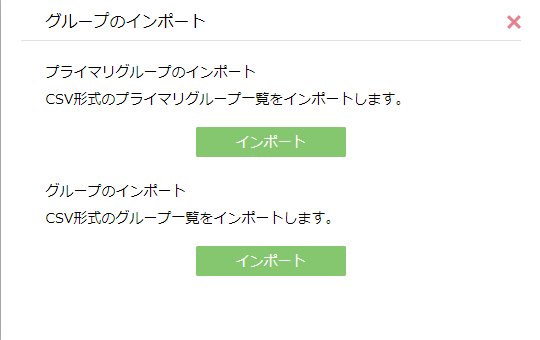 グループのインポート
プライマリグループのインポート
CSV形式のプライマリグループ一覧をインポートします。
インポート
グループのインポート
CSV形式のグループ一覧をインポートします。
インポート